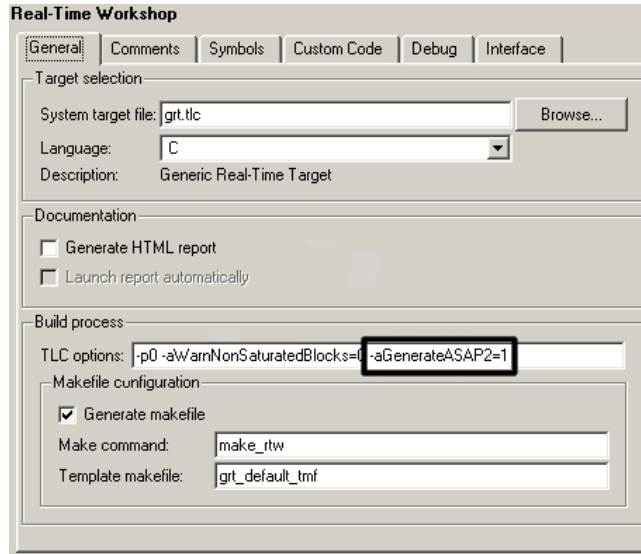 Real-Time Workshop
General Comments Symbols Custom Code Debug Interface
Target selection
System target file: grt.tlc Browse...
Language: C
Description: Generic Real-Time Target
Documentation
Generate HTML report
Launch report automatically
Build process
TLC options: -p0 -aWarnNonSaturatedBlocks=0 -aGenerateASAP2=1
Makefile configuration
Generate makefile
Make command: make_rtw
Template makefile: grt_default_tmf